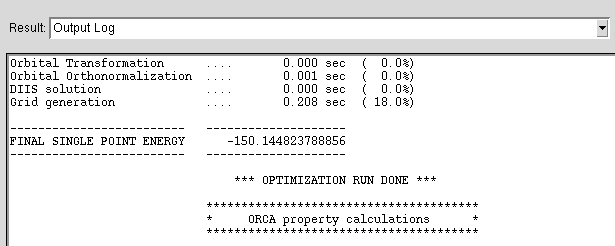 Result: Output Log
Orbital Transformation .... 0.000 sec ( 0.0%)
Orbital Orthonormalization .... 0.001 sec ( 0.0%)
DIIS solution .... 0.000 sec ( 0.0%)
Grid generation .... 0.208 sec ( 18.0%)
------------------------- --------------------
FINAL SINGLE POINT ENERGY -150.144823788856
------------------------- --------------------
*** OPTIMIZATION RUN DONE ***
***************************************
* ORCA property calculations *
***************************************